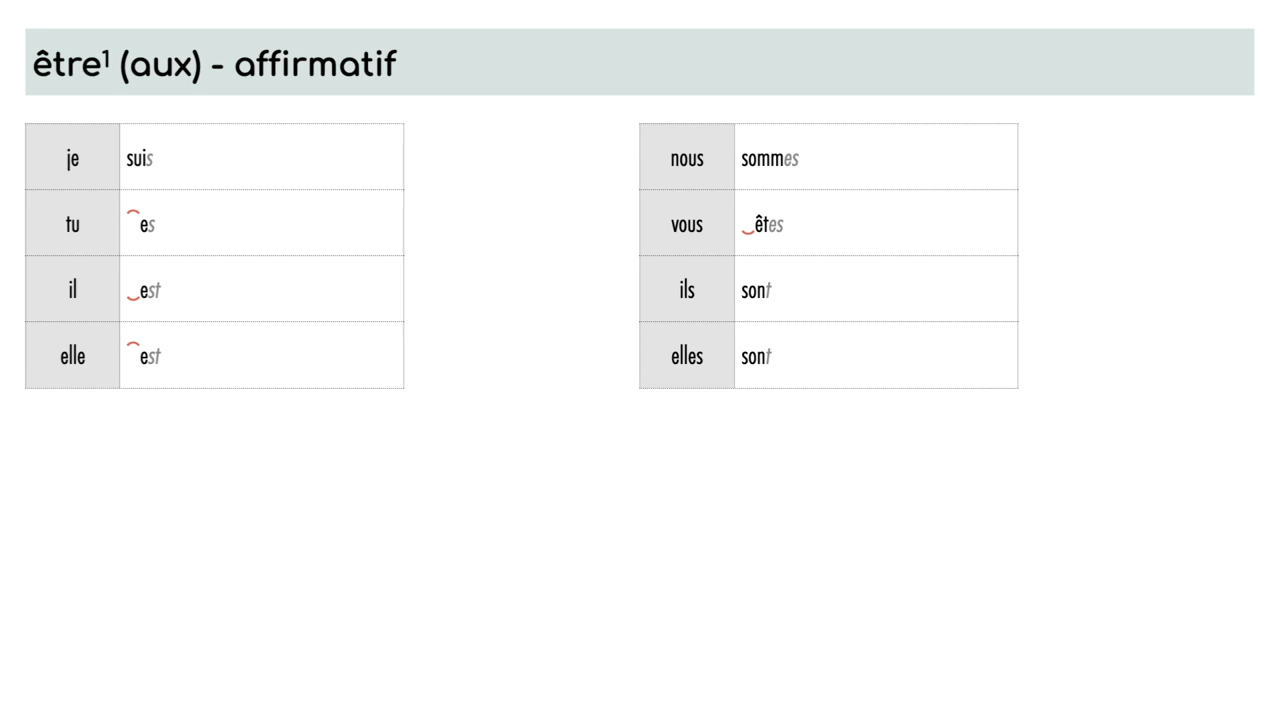 être¹ (aux) - affirmatif
je suis
tu ⁀es
il ‿est
elle ⁀est
nous sommes
vous ‿êtes
ils sont
elles sont